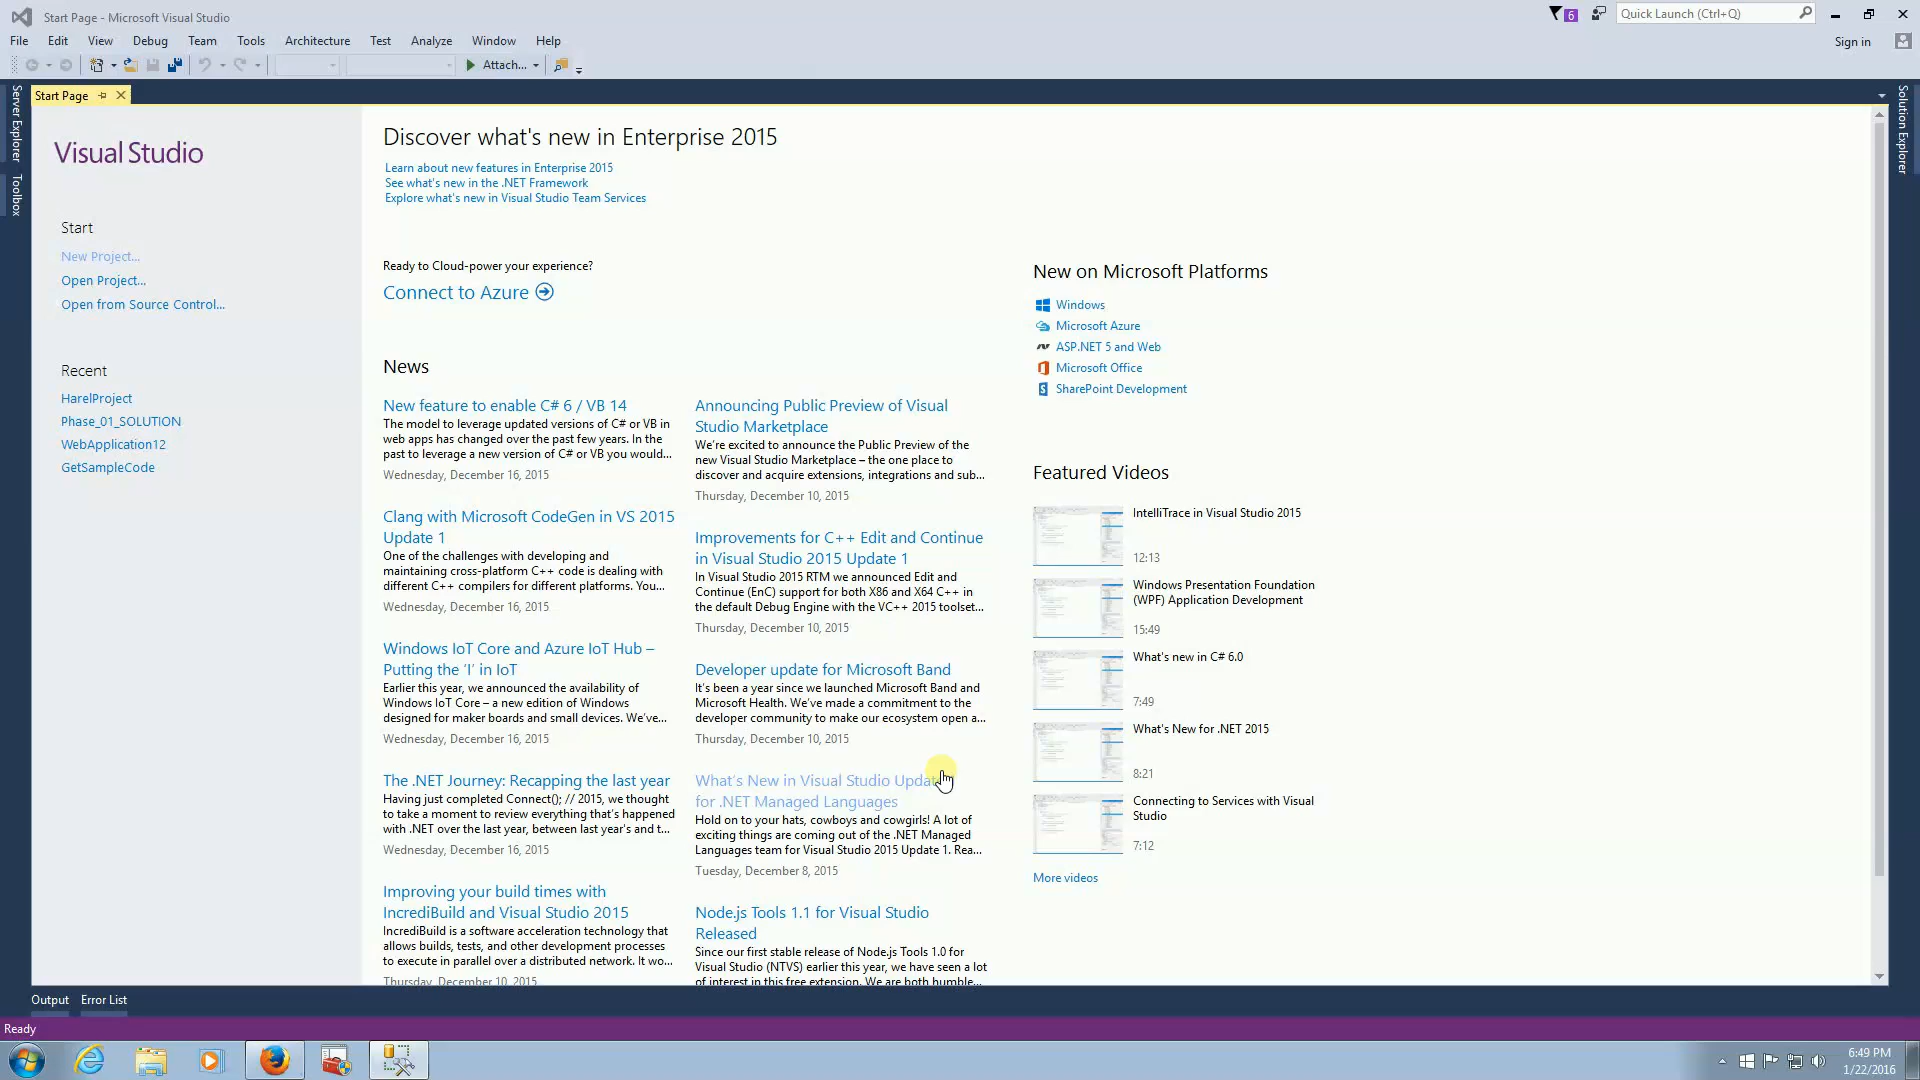 Start Page - Microsoft Visual Studio
6
Quick Launch (Ctrl+Q)
File Edit View Debug Team Tools Architecture Test Analyze Window Help
Sign in
Attach...
Server Explorer
Toolbox
Start Page
Solution Explorer
Visual Studio
Start
New Project...
Open Project...
Open from Source Control...
Recent
HarelProject
Phase_01_SOLUTION
WebApplication12
GetSampleCode
Discover what's new in Enterprise 2015
Learn about new features in Enterprise 2015
See what's new in the .NET Framework
Explore what's new in Visual Studio Team Services
Ready to Cloud-power your experience?
Connect to Azure
News
New feature to enable C# 6 / VB 14
The model to leverage updated versions of C# or VB in
web apps has changed over the past few years. In the
past to leverage a new version of C# or VB you would...
Wednesday, December 16, 2015
Clang with Microsoft CodeGen in VS 2015
Update 1
One of the challenges with developing and
maintaining cross-platform C++ code is dealing with
different C++ compilers for different platforms. You...
Wednesday, December 16, 2015
Windows IoT Core and Azure IoT Hub –
Putting the ‘I’ in IoT
Earlier this year, we announced the availability of
Windows IoT Core – a new edition of Windows
designed for maker boards and small devices. We’ve...
Wednesday, December 16, 2015
The .NET Journey: Recapping the last year
Having just completed Connect(); // 2015, we thought
to take a moment to review everything that’s happened
with .NET over the last year, between last year’s and t...
Wednesday, December 16, 2015
Improving your build times with
IncrediBuild and Visual Studio 2015
IncrediBuild is a software acceleration technology that
allows builds, tests, and other development processes
to execute in parallel over a distributed network. It wo...
Thursday, December 10, 2015
Announcing Public Preview of Visual
Studio Marketplace
We’re excited to announce the Public Preview of the
new Visual Studio Marketplace – the one place to
discover and acquire extensions, integrations and sub...
Thursday, December 10, 2015
Improvements for C++ Edit and Continue
in Visual Studio 2015 Update 1
In Visual Studio 2015 RTM we announced Edit and
Continue (EnC) support for both X86 and X64 C++ in
the default Debug Engine with the VC++ 2015 toolset...
Thursday, December 10, 2015
Developer update for Microsoft Band
It’s been a year since we launched Microsoft Band and
Microsoft Health. We’ve made a commitment to the
developer community to make our ecosystem open a...
Thursday, December 10, 2015
What’s New in Visual Studio
for .NET Managed Languages
Hold on to your hats, cowboys and cowgirls! A lot of
exciting things are coming out of the .NET Managed
Languages team for Visual Studio 2015 Update 1. Rea...
Tuesday, December 8, 2015
Node.js Tools 1.1 for Visual Studio
Released
Since our first stable release of Node.js Tools 1.0 for
Visual Studio (NTVS) earlier this year, we have seen a lot
of interest in this free extension. We are both humble...
New on Microsoft Platforms
Windows
Microsoft Azure
ASP.NET 5 and Web
Microsoft Office
SharePoint Development
Featured Videos
IntelliTrace in Visual Studio 2015
12:13
Windows Presentation Foundation
(WPF) Application Development
15:49
What's new in C# 6.0
7:49
What's New for .NET 2015
8:21
Connecting to Services with Visual
Studio
7:12
More videos
Output Error List
Ready
6:49 PM
1/22/2016